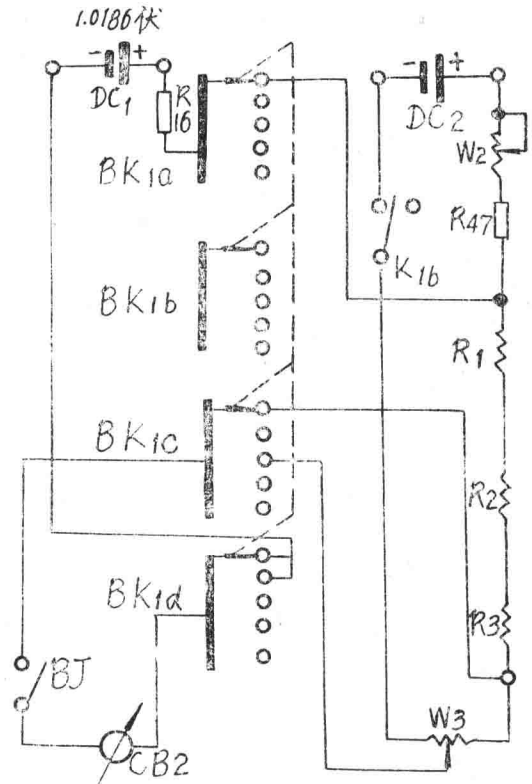 1.0186伏
- +
DC1
R
16
BK1a
- +
DC2
W2
R47
K1b
BK1b
R1
BK1c
R2
BK1d
R3
BJ
W3
CB2